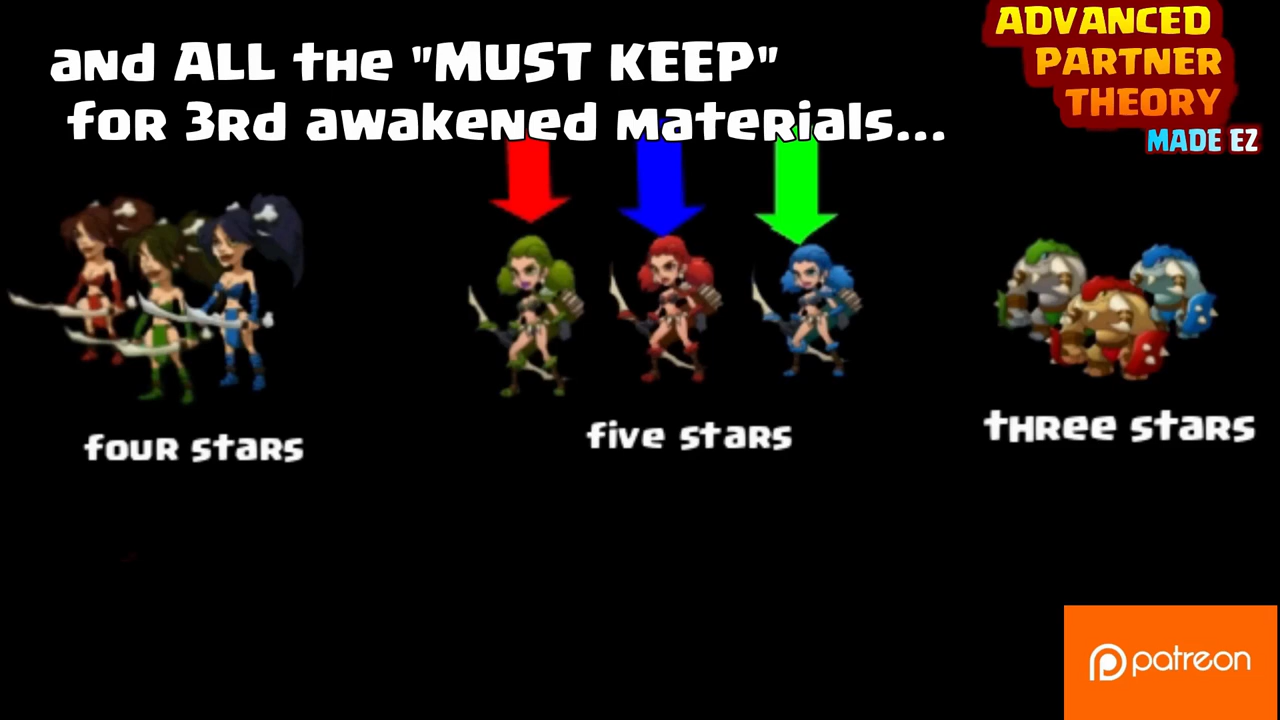 and ALL the "MUST KEEP"
for 3rd awakened materials...
ADVANCED
PARTNER
THEORY
MADE EZ
four stars
five stars
three stars
patreon